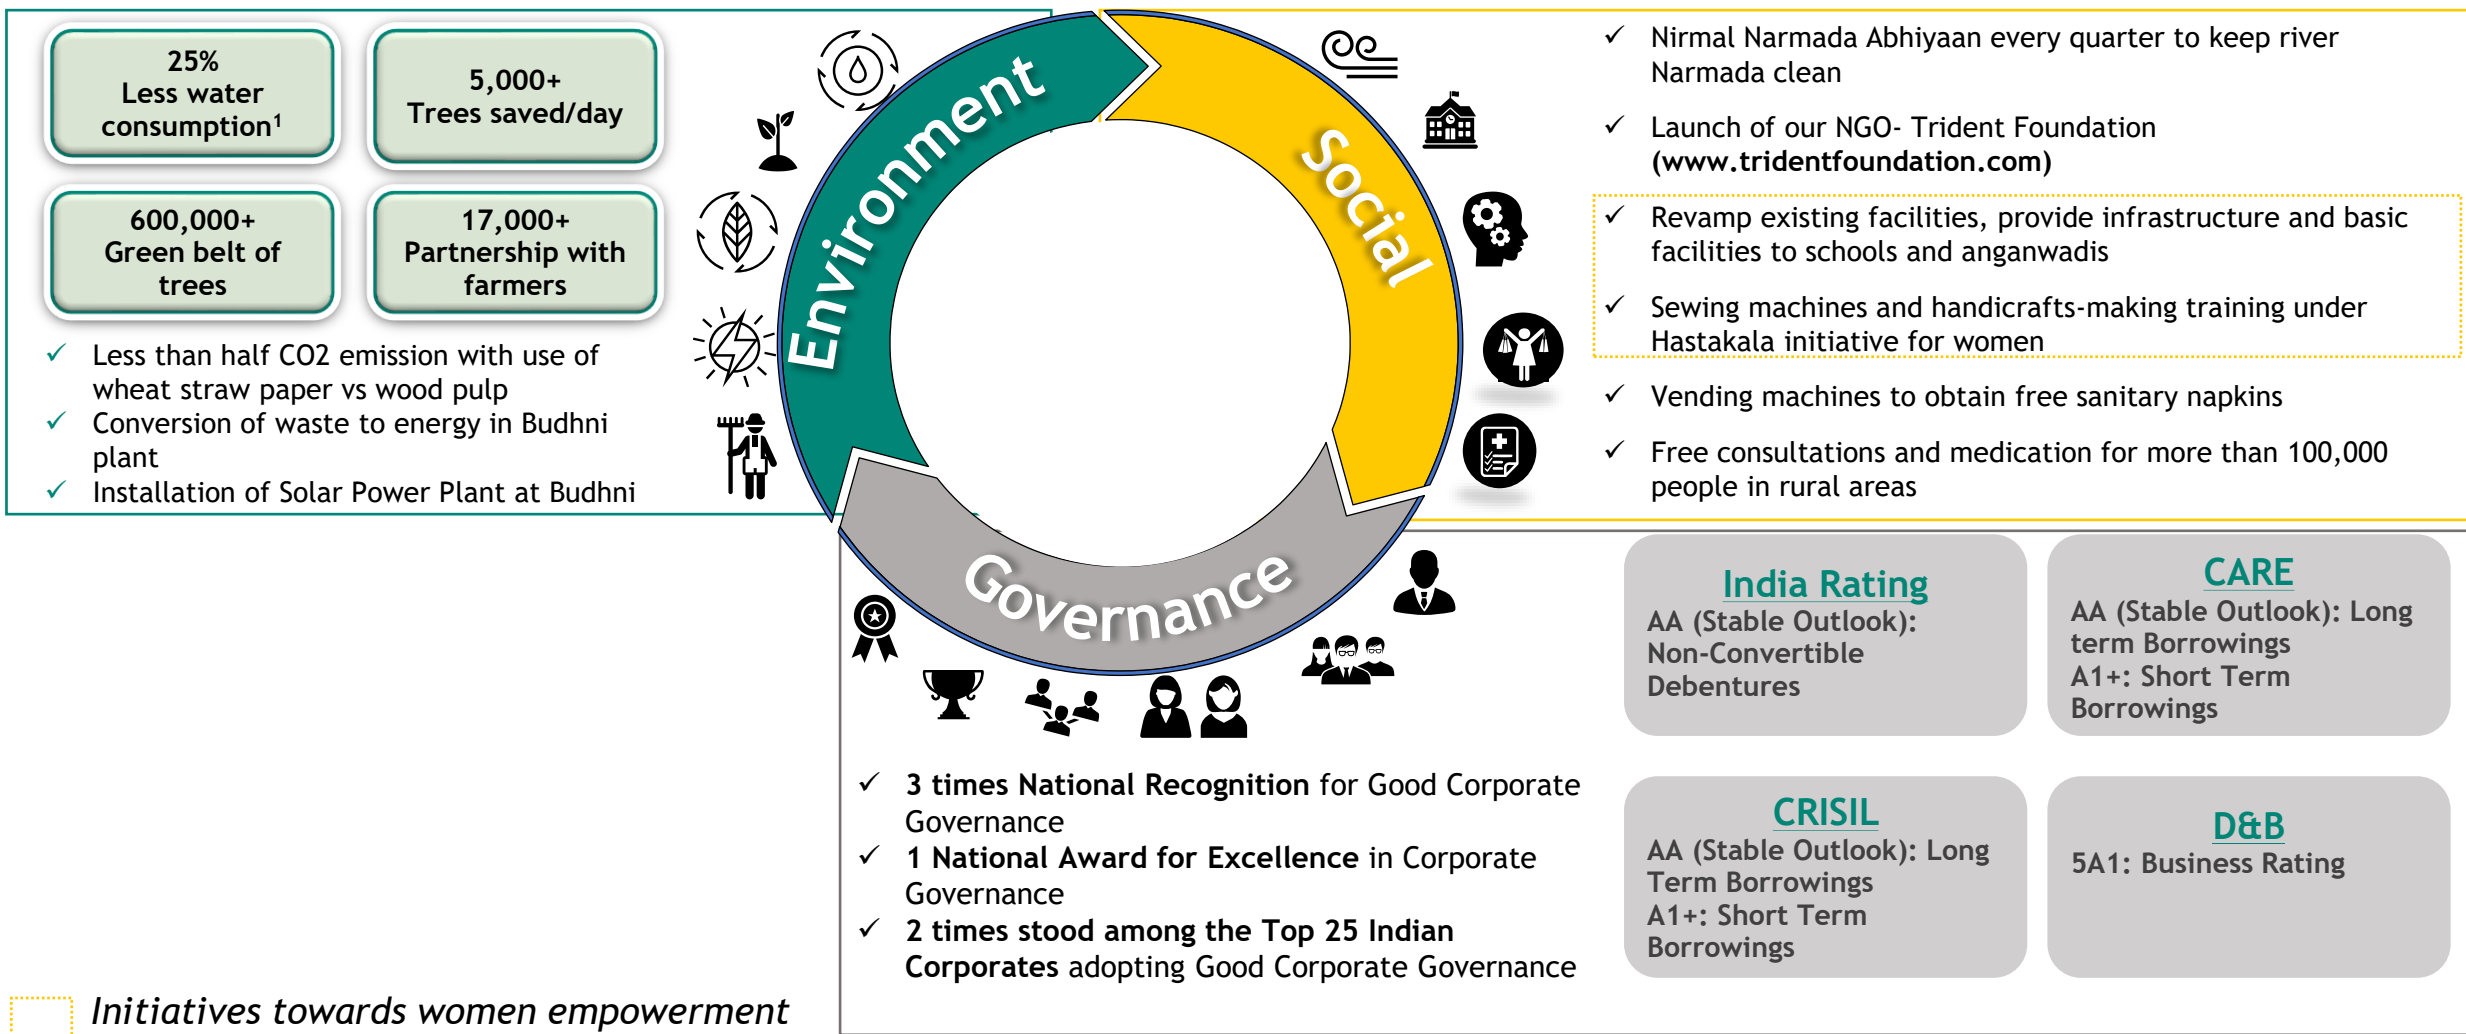 25%
Less water
consumption¹
5,000+
Trees saved/day
600,000+
Green belt of
trees
17,000+
Partnership with
farmers
✓ Less than half CO2 emission with use of
wheat straw paper vs wood pulp
✓ Conversion of waste to energy in Budhni
plant
✓ Installation of Solar Power Plant at Budhni
Environment
Social
Governance
✓ Nirmal Narmada Abhiyaan every quarter to keep river
Narmada clean
✓ Launch of our NGO- Trident Foundation
(www.tridentfoundation.com)
✓ Revamp existing facilities, provide infrastructure and basic
facilities to schools and anganwadis
✓ Sewing machines and handicrafts-making training under
Hastakala initiative for women
✓ Vending machines to obtain free sanitary napkins
✓ Free consultations and medication for more than 100,000
people in rural areas
✓ 3 times National Recognition for Good Corporate
Governance
✓ 1 National Award for Excellence in Corporate
Governance
✓ 2 times stood among the Top 25 Indian
Corporates adopting Good Corporate Governance
India Rating
AA (Stable Outlook):
Non-Convertible
Debentures
CARE
AA (Stable Outlook): Long
term Borrowings
A1+: Short Term
Borrowings
CRISIL
AA (Stable Outlook): Long
Term Borrowings
A1+: Short Term
Borrowings
D&B
5A1: Business Rating
Initiatives towards women empowerment